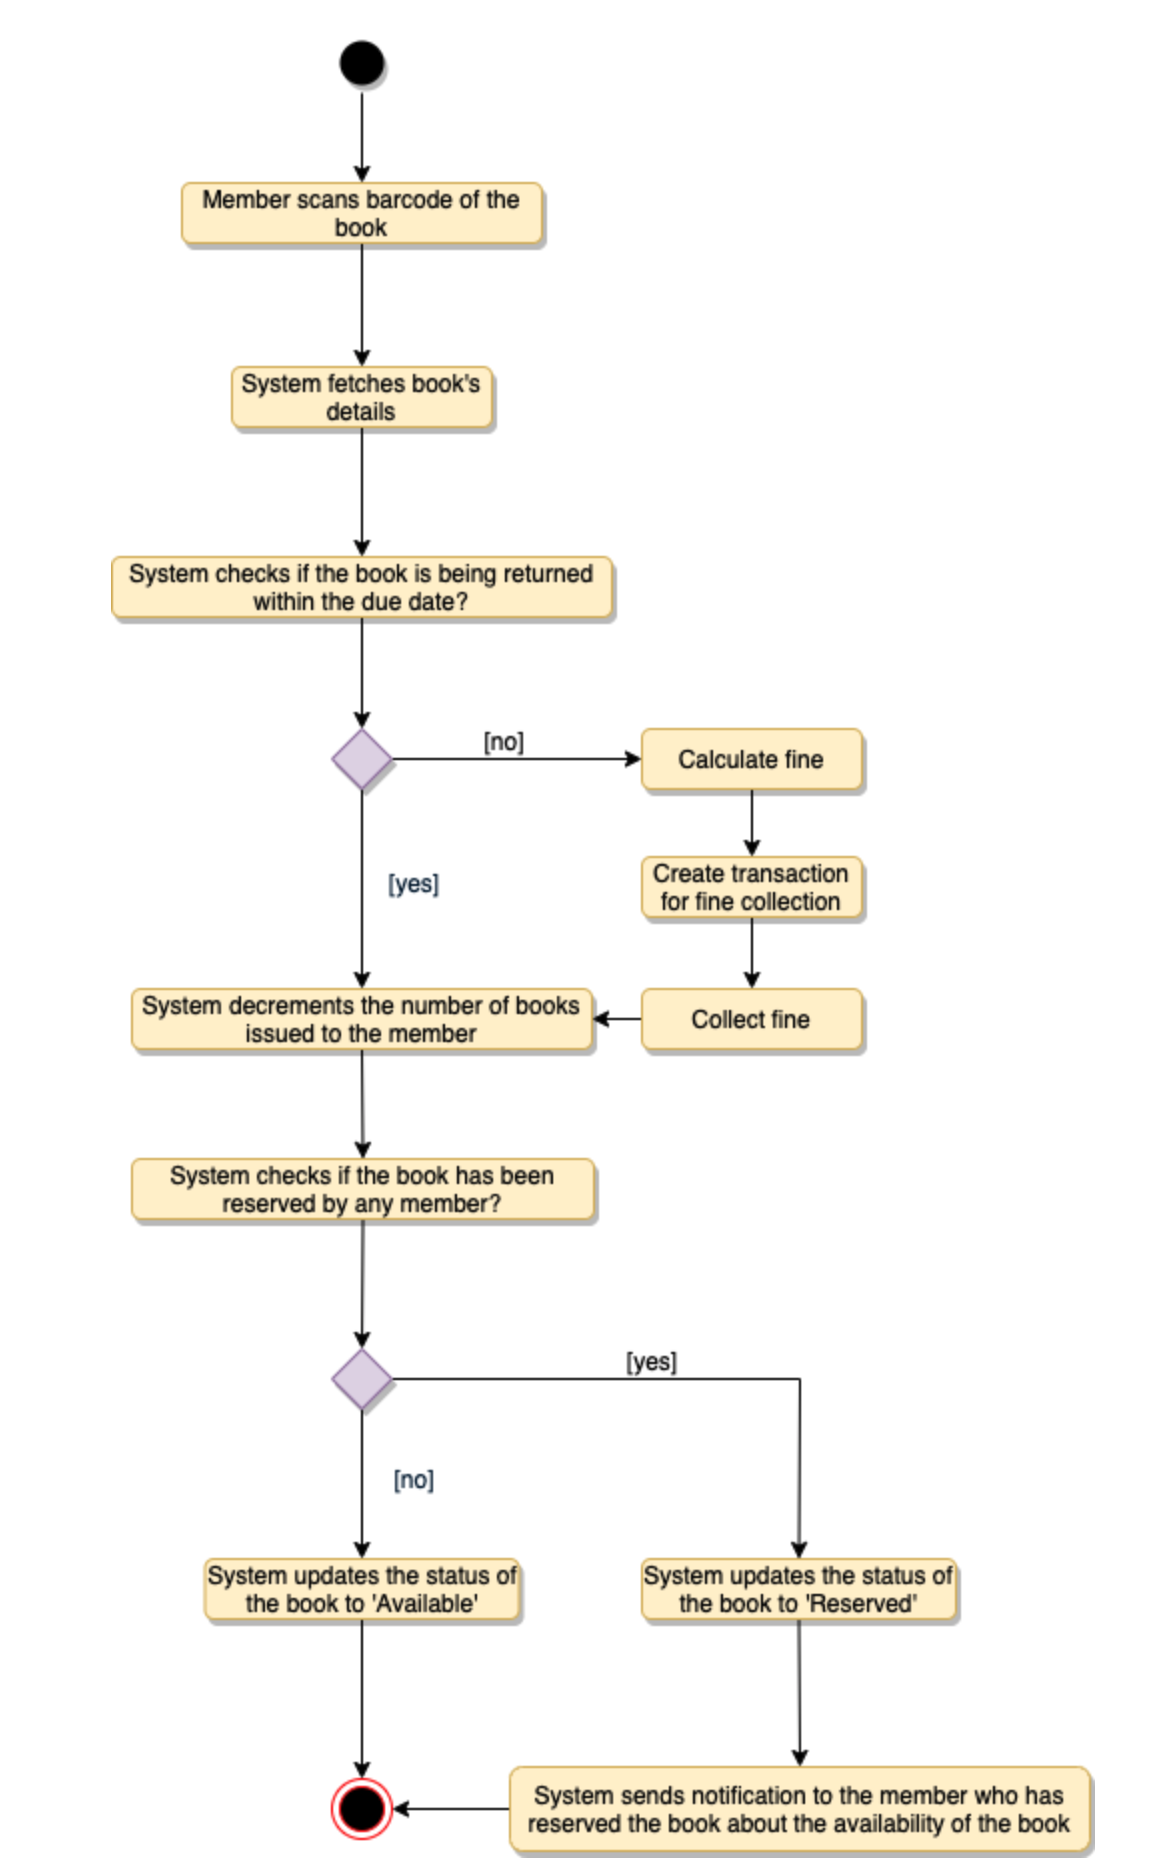 Member scans barcode of the
book
System fetches book's
details
System checks if the book is being returned
within the due date?
[no]
Calculate fine
[yes]
Create transaction
for fine collection
System decrements the number of books
issued to the member
Collect fine
System checks if the book has been
reserved by any member?
[yes]
[no]
System updates the status of
the book to 'Available'
System updates the status of
the book to 'Reserved'
System sends notification to the member who has
reserved the book about the availability of the book